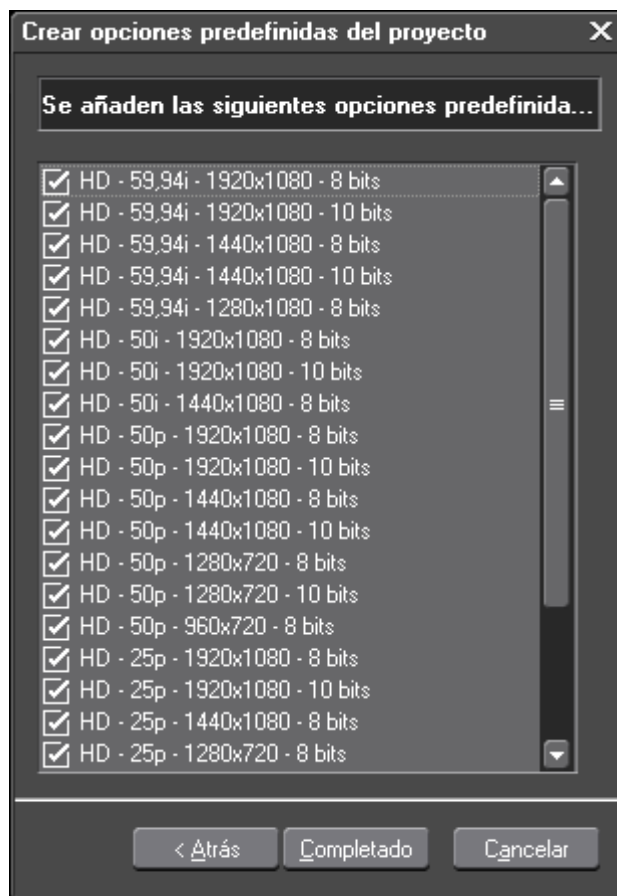 Crear opciones predefinidas del proyecto
Se añaden las siguientes opciones predefinida...
HD - 59,94i - 1920x1080 - 8 bits
HD - 59,94i - 1920x1080 - 10 bits
HD - 59,94i - 1440x1080 - 8 bits
HD - 59,94i - 1440x1080 - 10 bits
HD - 59,94i - 1280x1080 - 8 bits
HD - 50i - 1920x1080 - 8 bits
HD - 50i - 1920x1080 - 10 bits
HD - 50i - 1440x1080 - 8 bits
HD - 50p - 1920x1080 - 8 bits
HD - 50p - 1920x1080 - 10 bits
HD - 50p - 1440x1080 - 8 bits
HD - 50p - 1440x1080 - 10 bits
HD - 50p - 1280x720 - 8 bits
HD - 50p - 1280x720 - 10 bits
HD - 50p - 960x720 - 8 bits
HD - 25p - 1920x1080 - 8 bits
HD - 25p - 1920x1080 - 10 bits
HD - 25p - 1440x1080 - 8 bits
HD - 25p - 1280x720 - 8 bits
< Atrás Completado Cancelar